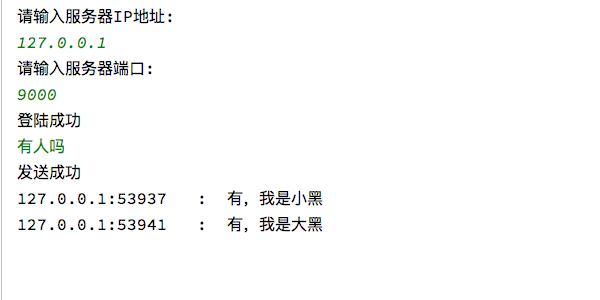 请输入服务器IP地址:
127.0.0.1
请输入服务器端口:
9000
登陆成功
有人吗
发送成功
127.0.0.1:53937   :  有，我是小黑
127.0.0.1:53941   :  有，我是大黑